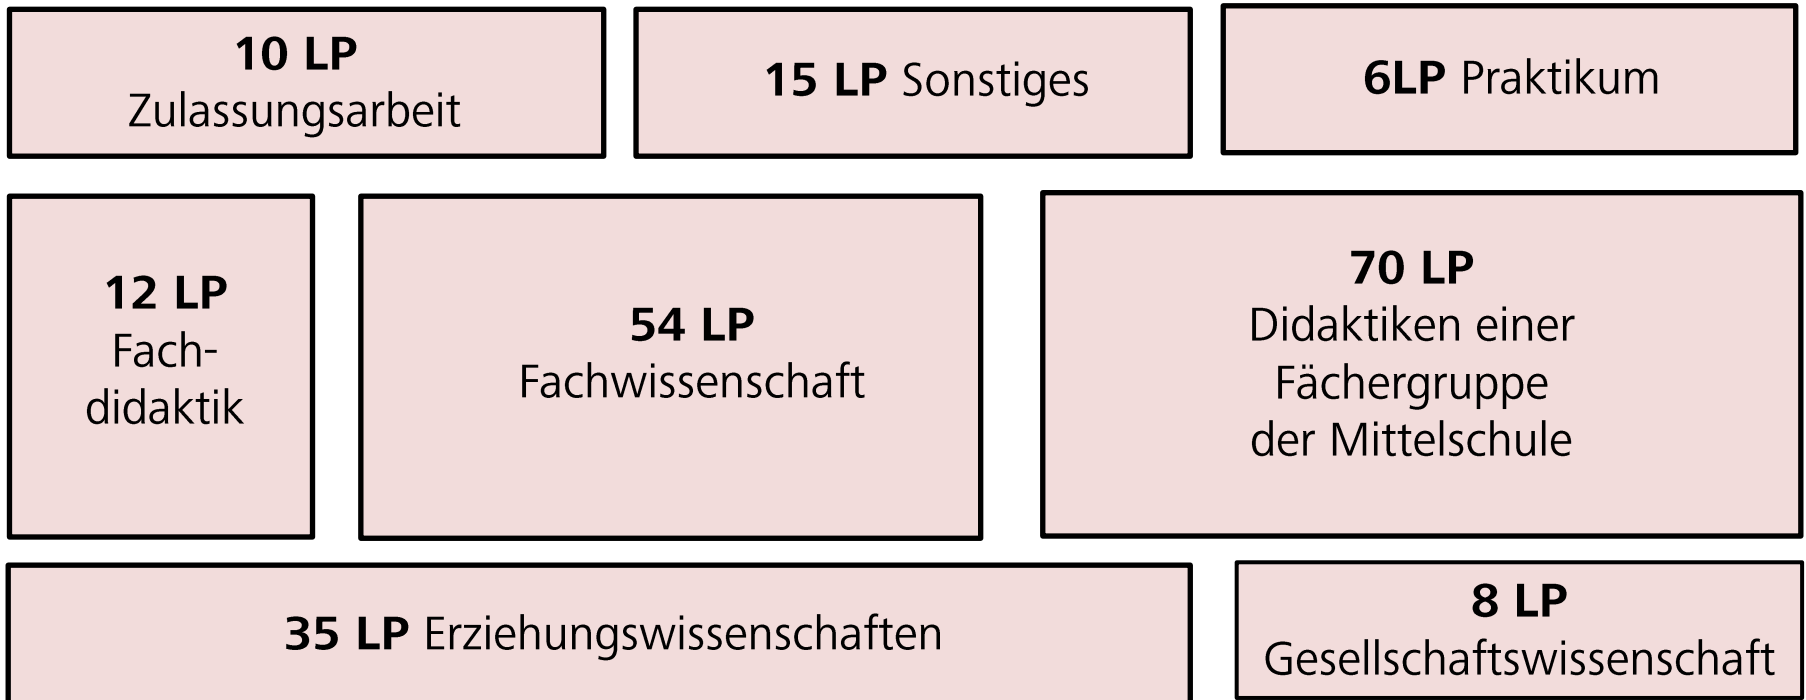 10 LP
Zulassungsarbeit
15 LP Sonstiges
6LP Praktikum
12 LP
Fach-
didaktik
54 LP
Fachwissenschaft
70 LP
Didaktiken einer
Fächergruppe
der Mittelschule
35 LP Erziehungswissenschaften
8 LP
Gesellschaftswissenschaft